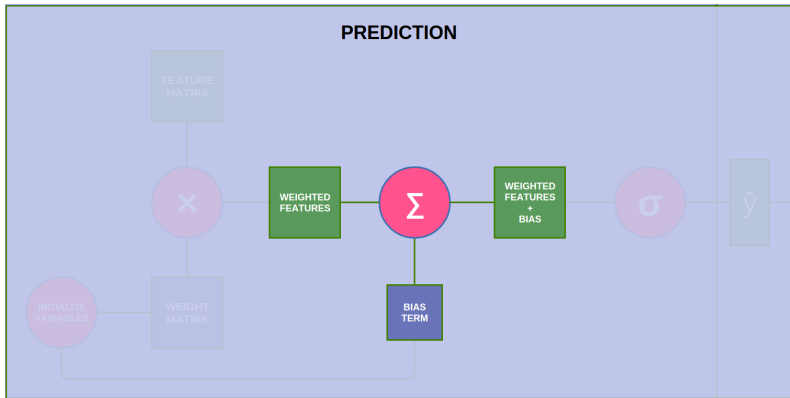 PREDICTION
FEATURE
MATRIX
×
WEIGHTED
FEATURES
Σ
WEIGHTED
FEATURES
+
BIAS
σ
ŷ
INITIALIZE
VARIABLES
WEIGHT
MATRIX
BIAS
TERM